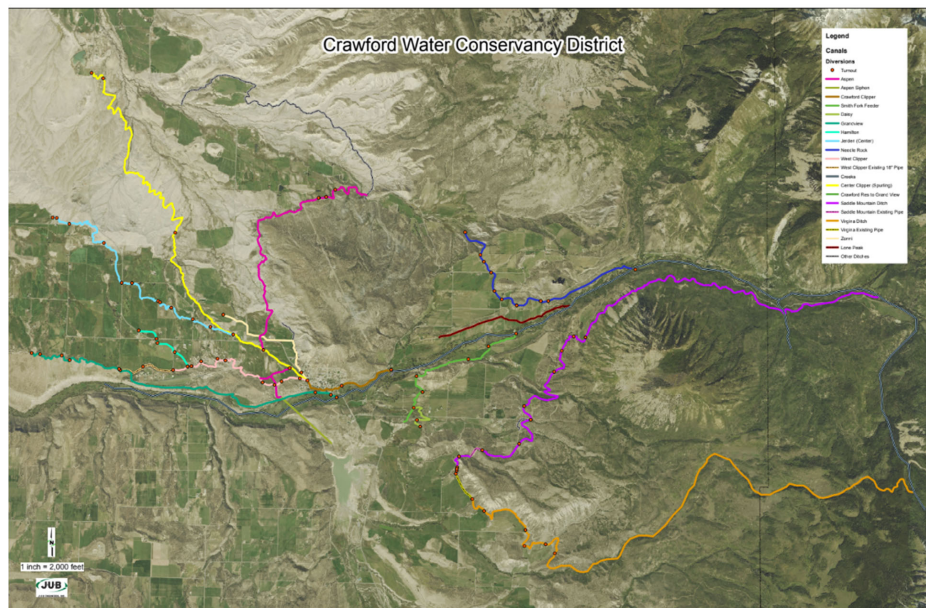 Crawford Water Conservancy District
Legend
Canals
Diversions
Turnout
Aspen
Aspen Siphon
Crawford Clipper
Smith Fork Feeder
Daisy
Grandview
Hamilton
Jerden (Center)
Needle Rock
West Clipper
West Clipper Existing 18" Pipe
Creeks
Center Clipper (Spurling)
Crawford Res to Grand View
Saddle Mountain Ditch
Saddle Mountain Existing Pipe
Virginia Ditch
Virginia Existing Pipe
Zanni
Lone Peak
Other Ditches
N
1 inch = 2,000 feet
JUB